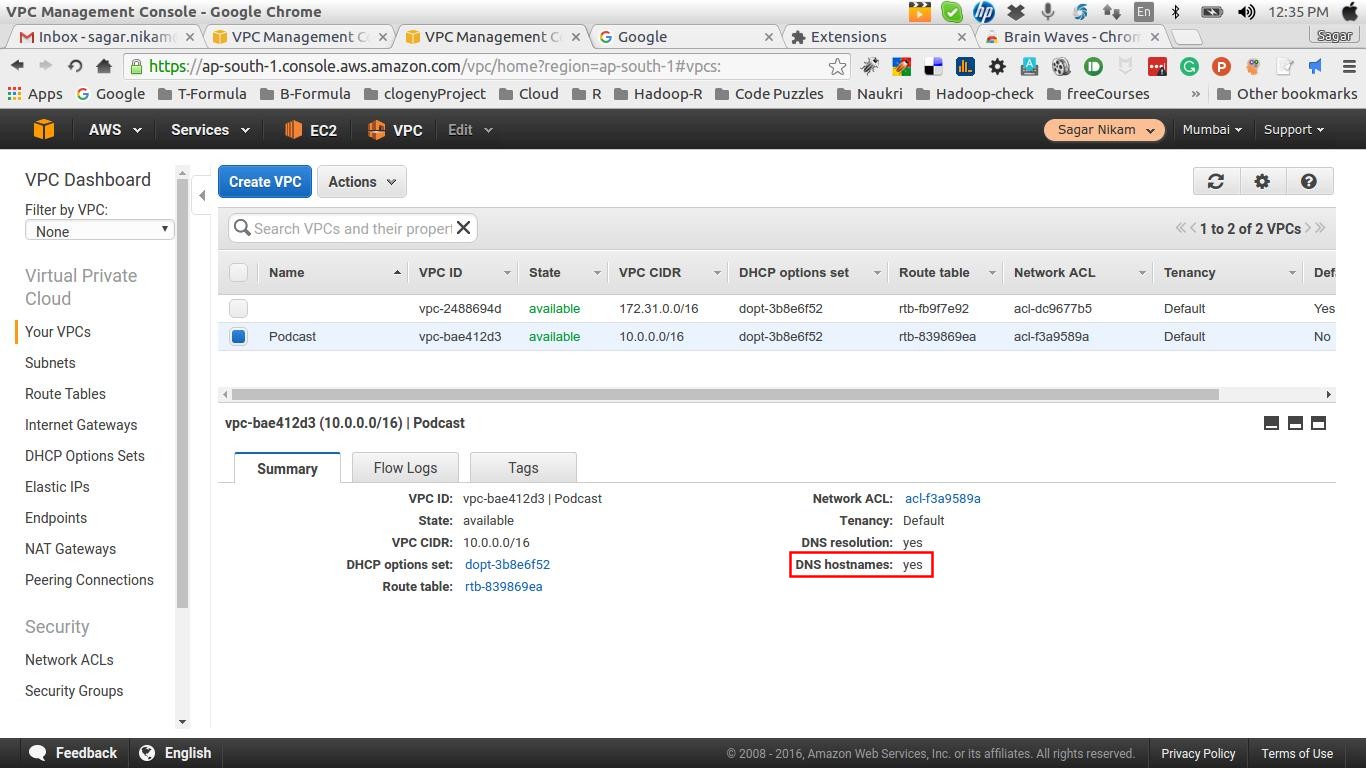 VPC Management Console - Google Chrome
En 12:35 PM
Inbox - sagar.nikam VPC Management C VPC Management C Google Extensions Brain Waves - Chrom Sagar
https://ap-south-1.console.aws.amazon.com/vpc/home?region=ap-south-1#vpcs:
Apps Google T-Formula B-Formula clogenyProject Cloud R Hadoop-R Code Puzzles Naukri Hadoop-check freeCourses » Other bookmarks
AWS Services EC2 VPC Edit Sagar Nikam Mumbai Support
VPC Dashboard
Filter by VPC:
None
Virtual Private
Cloud
Your VPCs
Subnets
Route Tables
Internet Gateways
DHCP Options Sets
Elastic IPs
Endpoints
NAT Gateways
Peering Connections
Security
Network ACLs
Security Groups
Create VPC Actions
Search VPCs and their propert 1 to 2 of 2 VPCs
Name VPC ID State VPC CIDR DHCP options set Route table Network ACL Tenancy Def
vpc-2488694d available 172.31.0.0/16 dopt-3b8e6f52 rtb-fb9f7e92 acl-dc9677b5 Default Yes
Podcast vpc-bae412d3 available 10.0.0.0/16 dopt-3b8e6f52 rtb-839869ea acl-f3a9589a Default No
vpc-bae412d3 (10.0.0.0/16) | Podcast
Summary Flow Logs Tags
VPC ID: vpc-bae412d3 | Podcast
State: available
VPC CIDR: 10.0.0.0/16
DHCP options set: dopt-3b8e6f52
Route table: rtb-839869ea
Network ACL: acl-f3a9589a
Tenancy: Default
DNS resolution: yes
DNS hostnames: yes
Feedback English © 2008 - 2016, Amazon Web Services, Inc. or its affiliates. All rights reserved. Privacy Policy Terms of Use